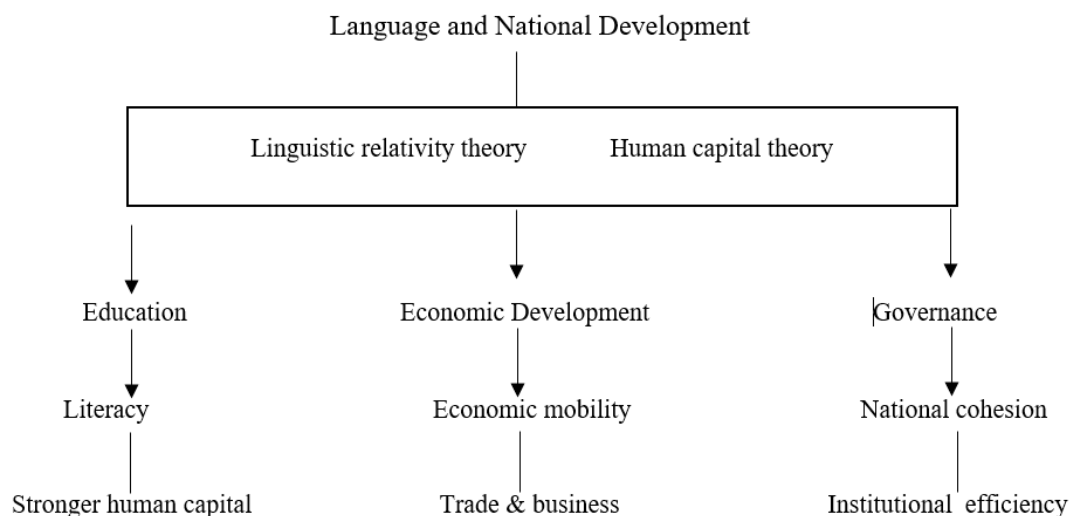 Language and National Development
Linguistic relativity theory Human capital theory
Education Economic Development Governance
Literacy Economic mobility National cohesion
Stronger human capital Trade & business Institutional efficiency